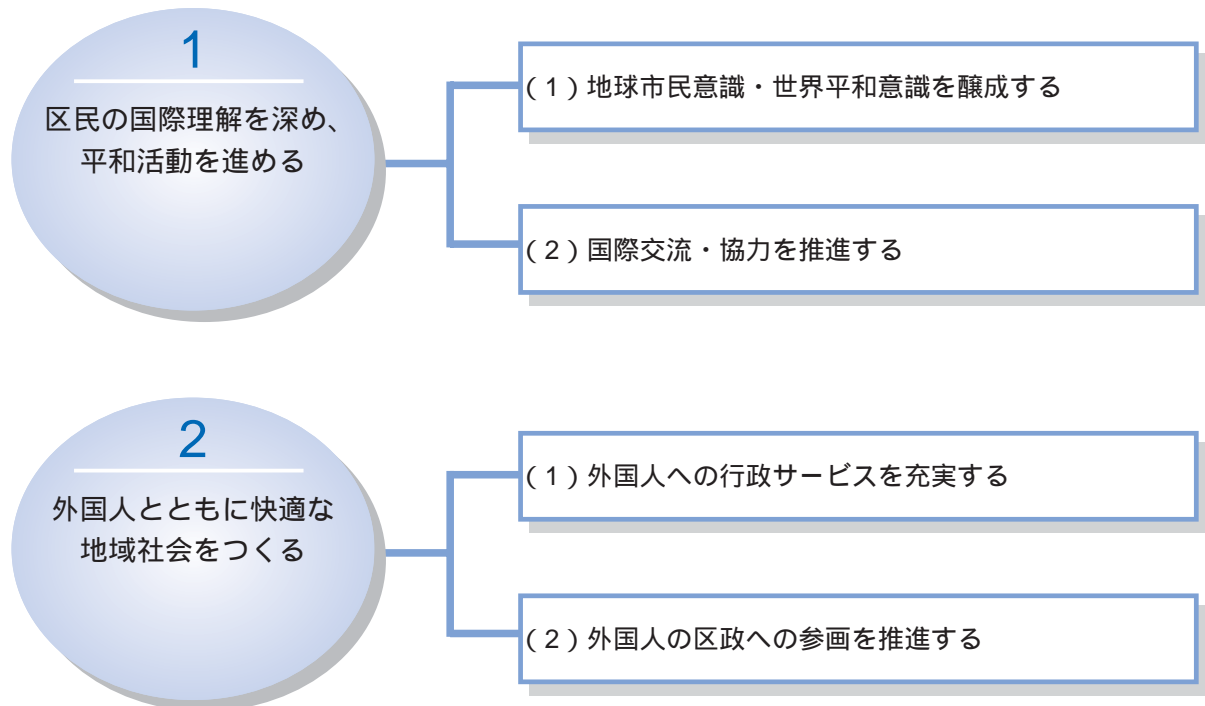 1
区民の国際理解を深め、
平和活動を進める
(1)地球市民意識・世界平和意識を醸成する
(2)国際交流・協力を推進する
2
外国人とともに快適な
地域社会をつくる
(1)外国人への行政サービスを充実する
(2)外国人の区政への参画を推進する